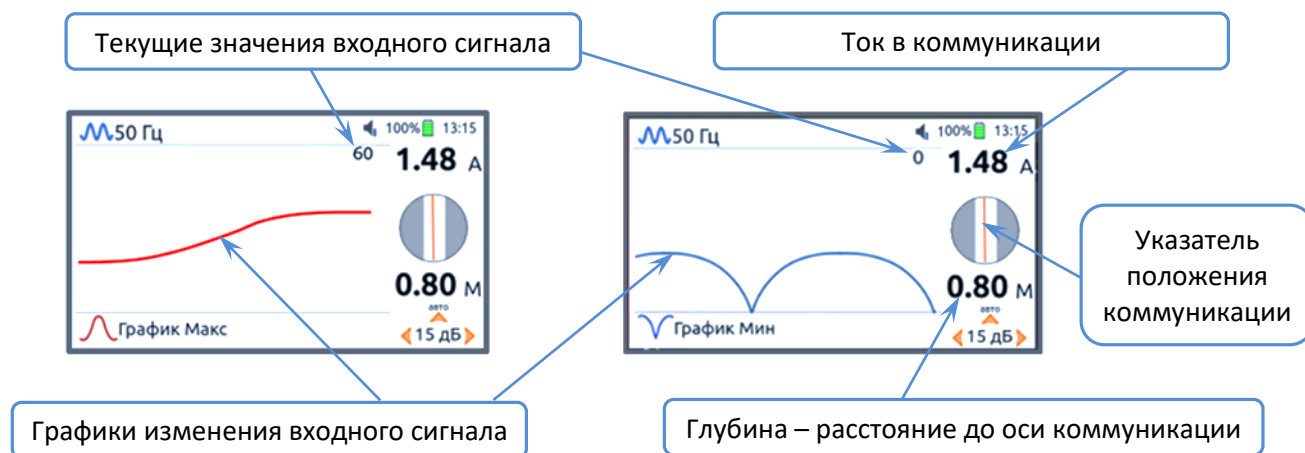 Текущие значения входного сигнала
Ток в коммуникации
50 Гц
100% 13:15
60
1.48 А
0.80 М
авто
График Макс
15 дБ
50 Гц
100% 13:15
0
1.48 А
0.80 М
авто
График Мин
15 дБ
Указатель
положения
коммуникации
Графики изменения входного сигнала
Глубина – расстояние до оси коммуникации